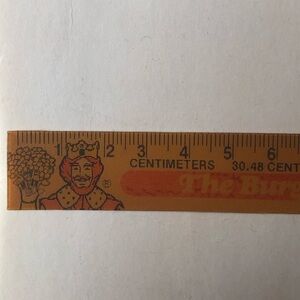 1 2 3 4 5 6
CENTIMETERS 30.48 CENT
® The Bur